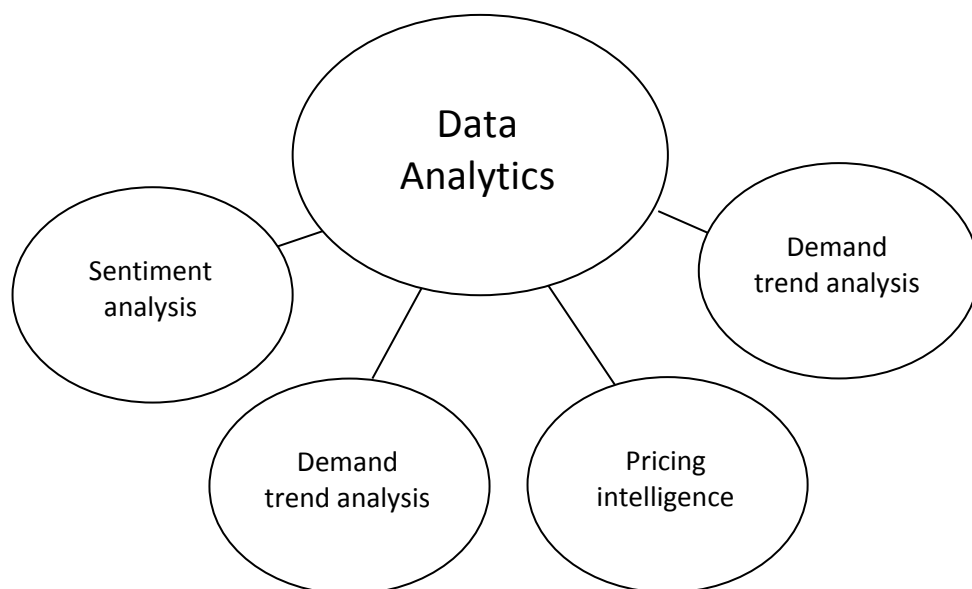 Data
Analytics
Sentiment
analysis
Demand
trend analysis
Pricing
intelligence
Demand
trend analysis